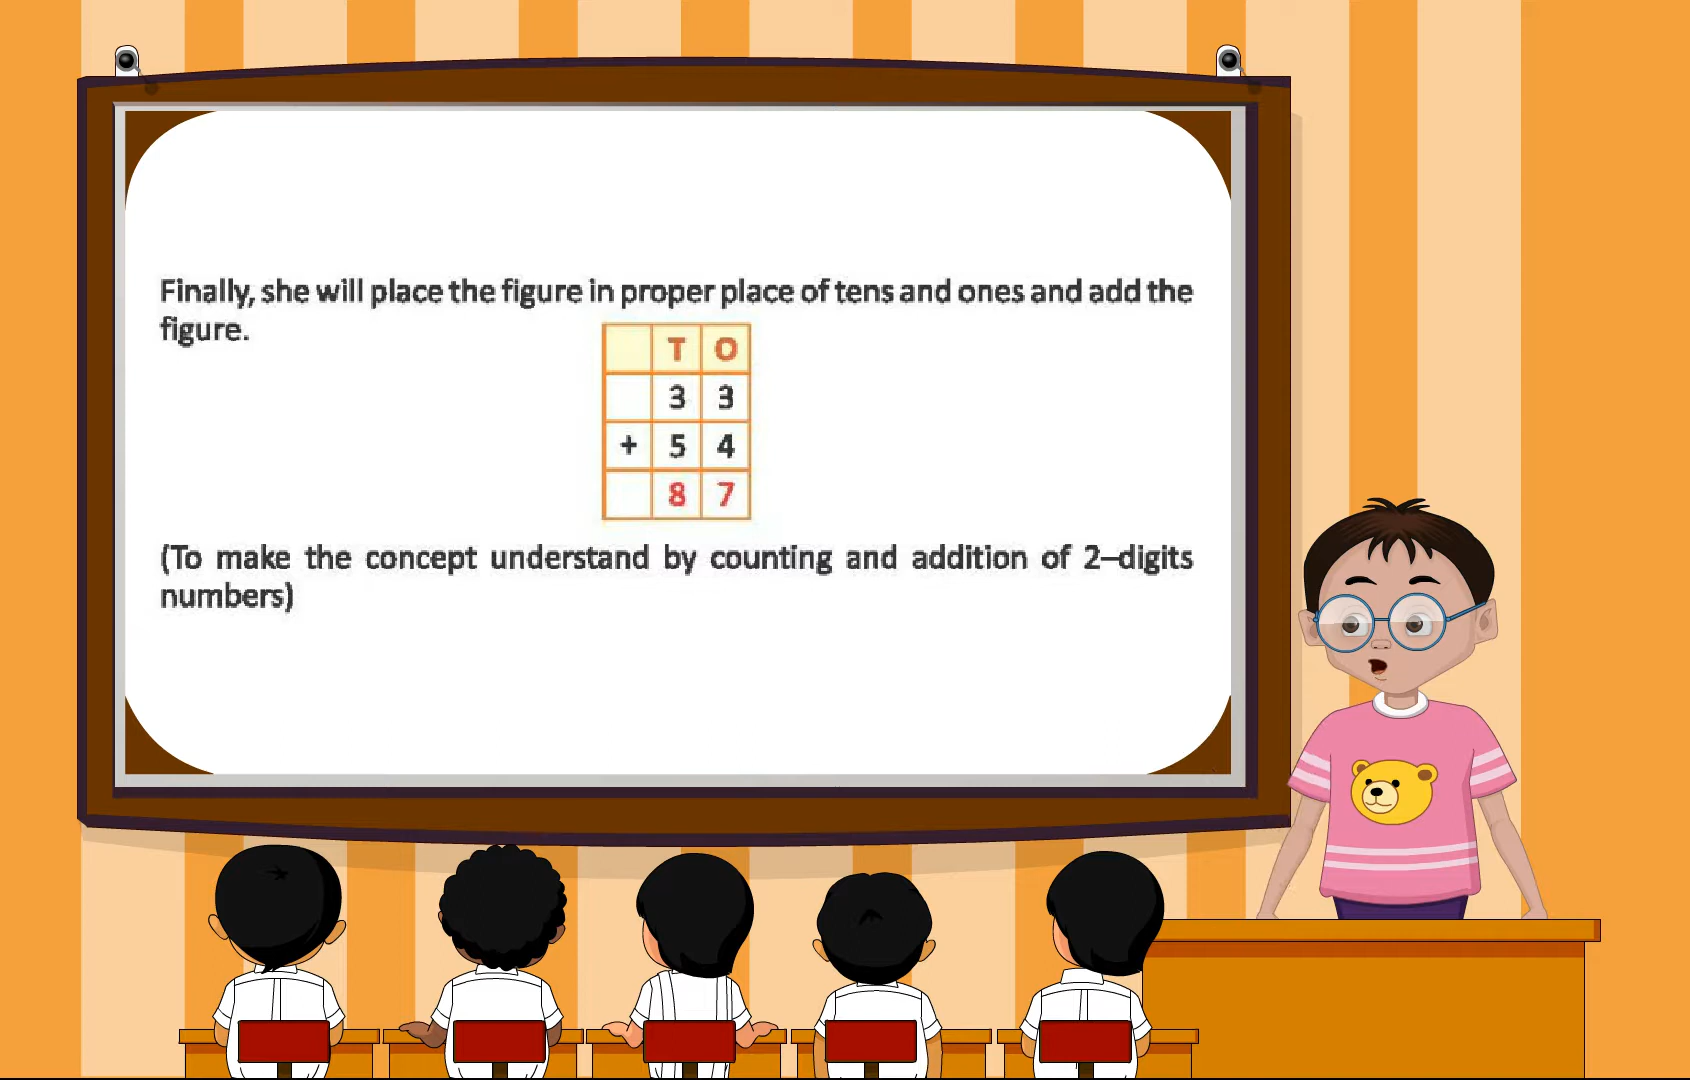 Finally, she will place the figure in proper place of tens and ones and add the
figure.
T O
3 3
+ 5 4
8 7
(To make the concept understand by counting and addition of 2–digits
numbers)